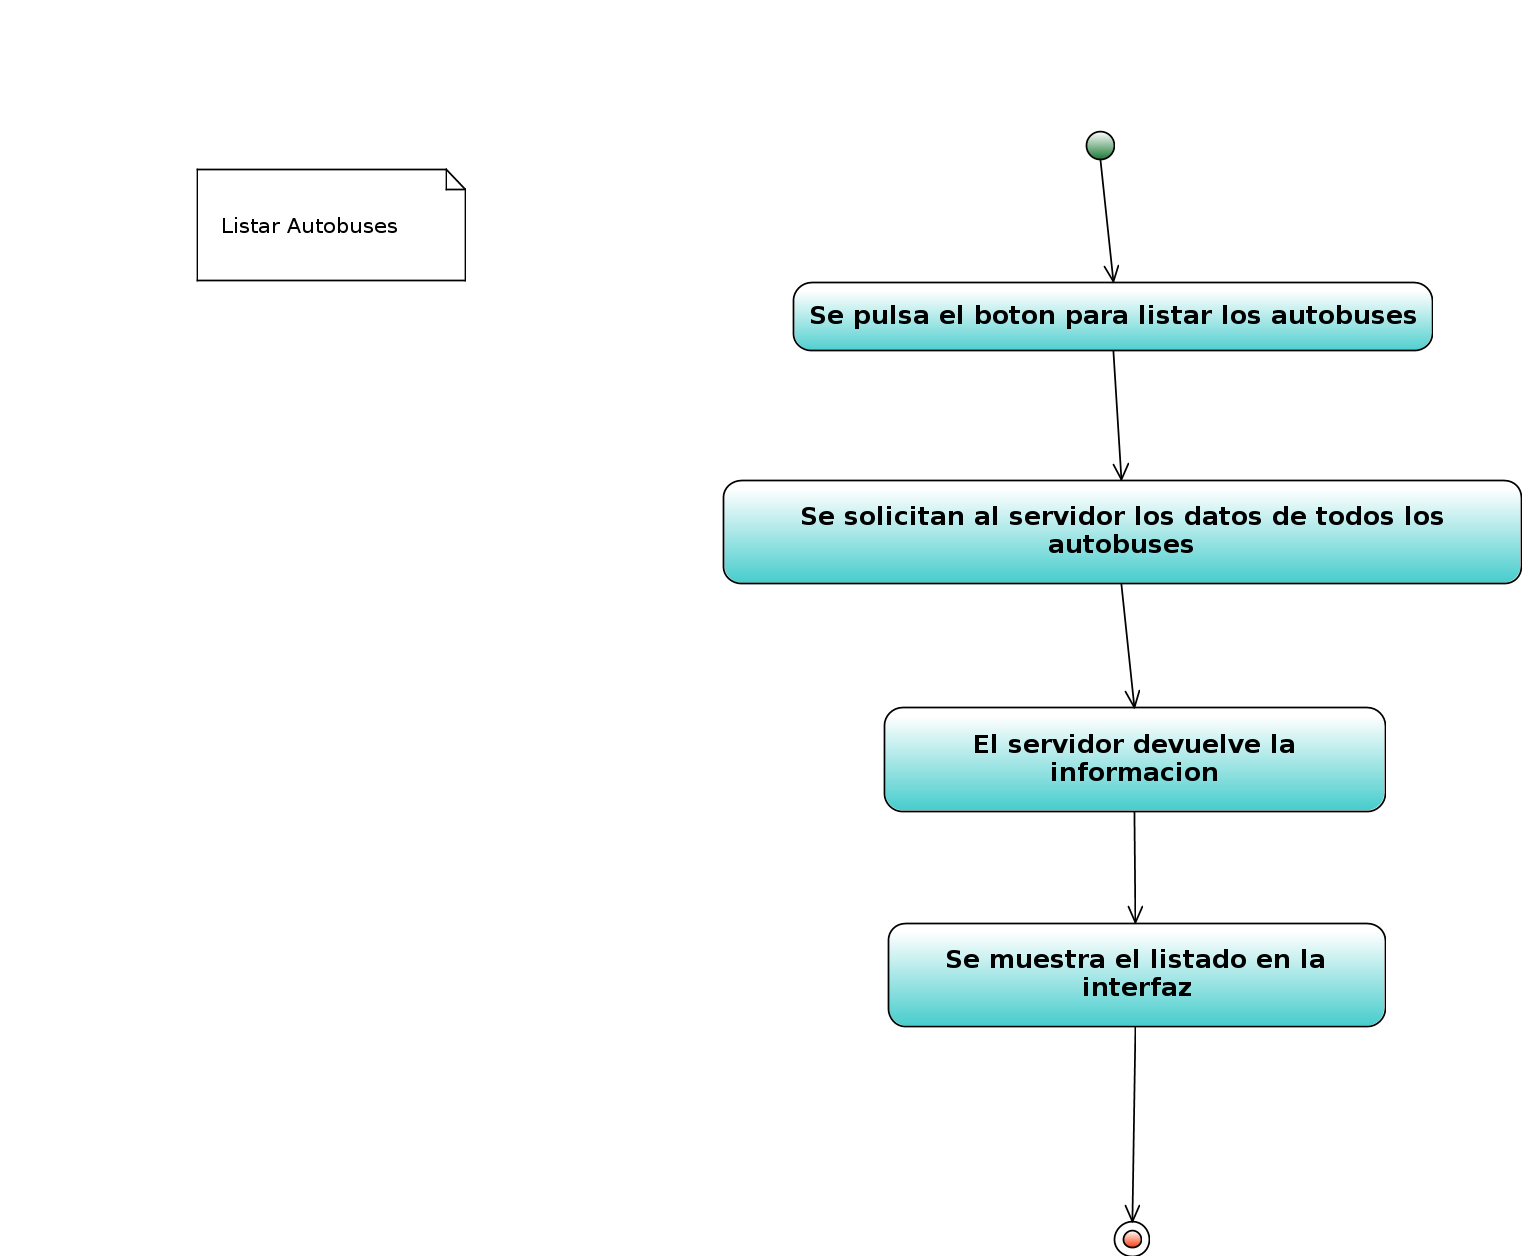 Listar Autobuses
Se pulsa el boton para listar los autobuses
Se solicitan al servidor los datos de todos los
autobuses
El servidor devuelve la
informacion
Se muestra el listado en la
interfaz